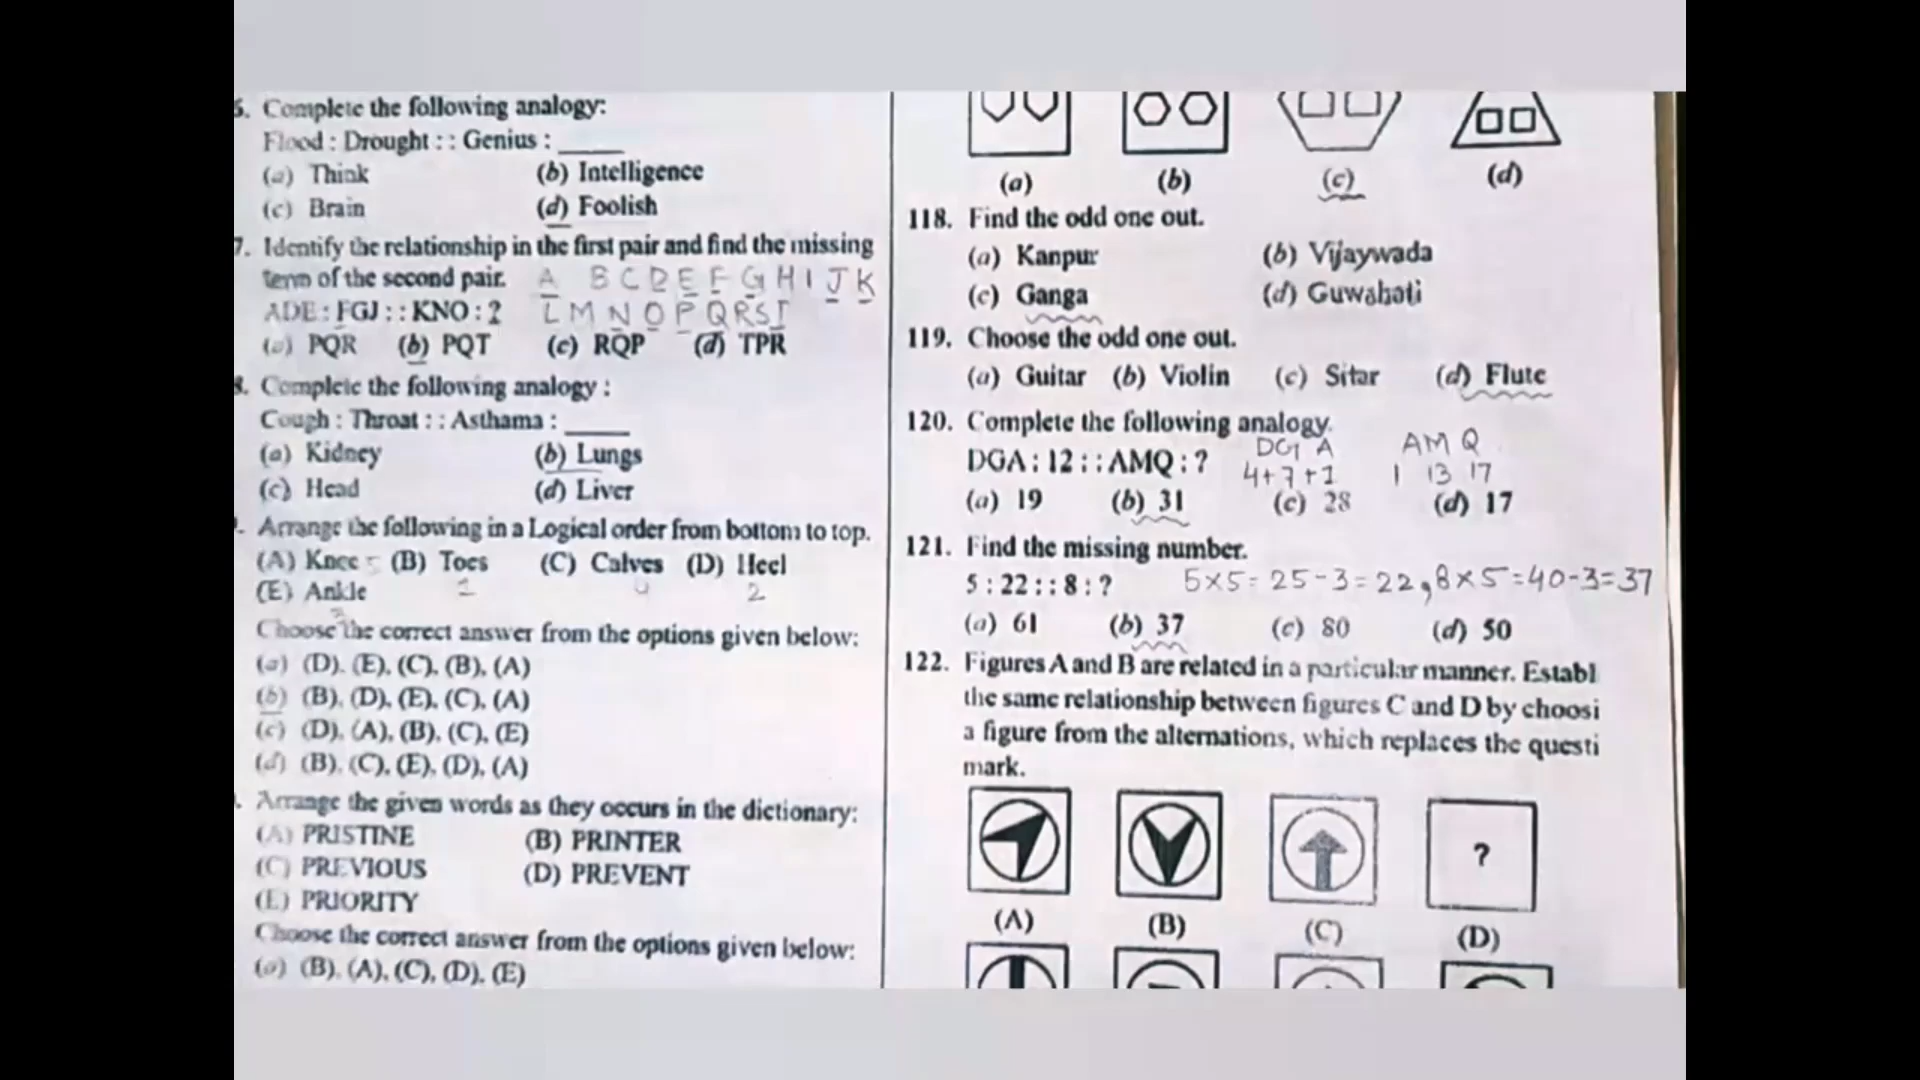 6. Complete the following analogy:
Flood : Drought : : Genius : _____
(a) Think (b) Intelligence
(c) Brain (d) Foolish
7. Identify the relationship in the first pair and find the missing
term of the second pair. A B C D E F G H I J K
ADE : FGJ : : KNO : ? L M N O P Q R S T
(a) PQR (b) PQT (c) RQP (d) TPR
8. Complete the following analogy :
Cough : Throat : : Asthama : _____
(a) Kidney (b) Lungs
(c) Head (d) Liver
. Arrange the following in a Logical order from bottom to top.
(A) Knee 5 (B) Toes (C) Calves (D) Heel
(E) Ankle 1 4 2
3
Choose the correct answer from the options given below:
(a) (D), (E), (C), (B), (A)
(b) (B), (D), (E), (C), (A)
(c) (D), (A), (B), (C), (E)
(d) (B), (C), (E), (D), (A)
. Arrange the given words as they occurs in the dictionary:
(A) PRISTINE (B) PRINTER
(C) PREVIOUS (D) PREVENT
(E) PRIORITY
Choose the correct answer from the options given below:
(a) (B), (A), (C), (D), (E)
(a) (b) (c) (d)
118. Find the odd one out.
(a) Kanpur (b) Vijaywada
(c) Ganga (d) Guwahati
119. Choose the odd one out.
(a) Guitar (b) Violin (c) Sitar (d) Flute
120. Complete the following analogy.
DGA : 12 : : AMQ : ? DGA AMQ
4+7+1 1 13 17
(a) 19 (b) 31 (c) 28 (d) 17
121. Find the missing number.
5 : 22 : : 8 : ? 5×5=25-3=22, 8×5=40-3=37
(a) 61 (b) 37 (c) 80 (d) 50
122. Figures A and B are related in a particular manner. Establ
the same relationship between figures C and D by choosi
a figure from the alternations, which replaces the questi
mark.
?
(A) (B) (C) (D)